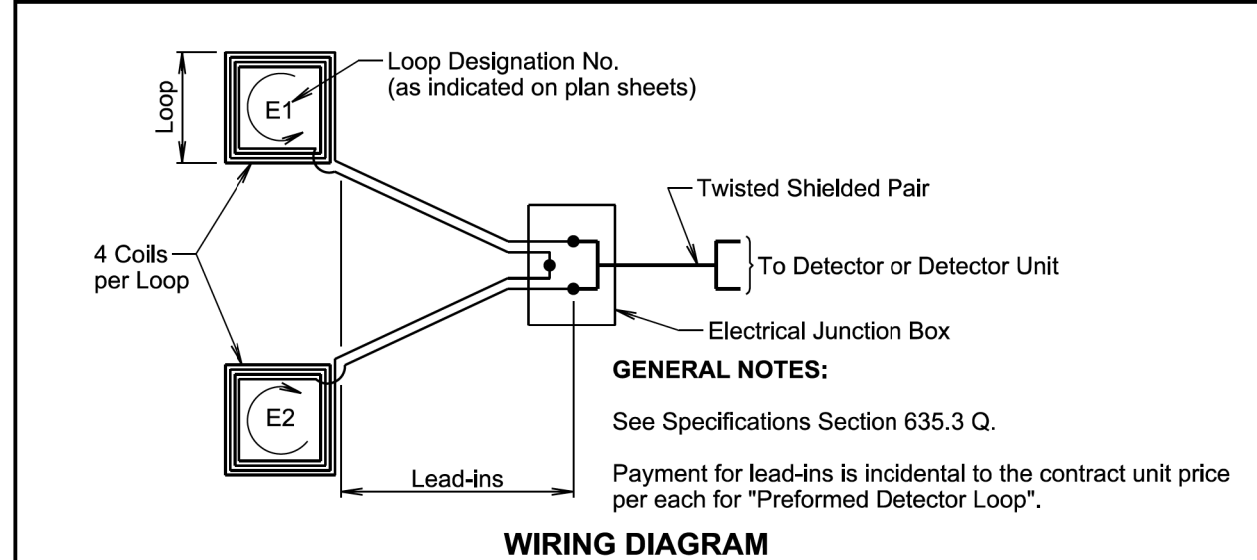 Loop
E1
Loop Designation No.
(as indicated on plan sheets)
4 Coils
per Loop
Twisted Shielded Pair
To Detector or Detector Unit
Electrical Junction Box
E2
Lead-ins
GENERAL NOTES:
See Specifications Section 635.3 Q.
Payment for lead-ins is incidental to the contract unit price
per each for "Preformed Detector Loop".
WIRING DIAGRAM